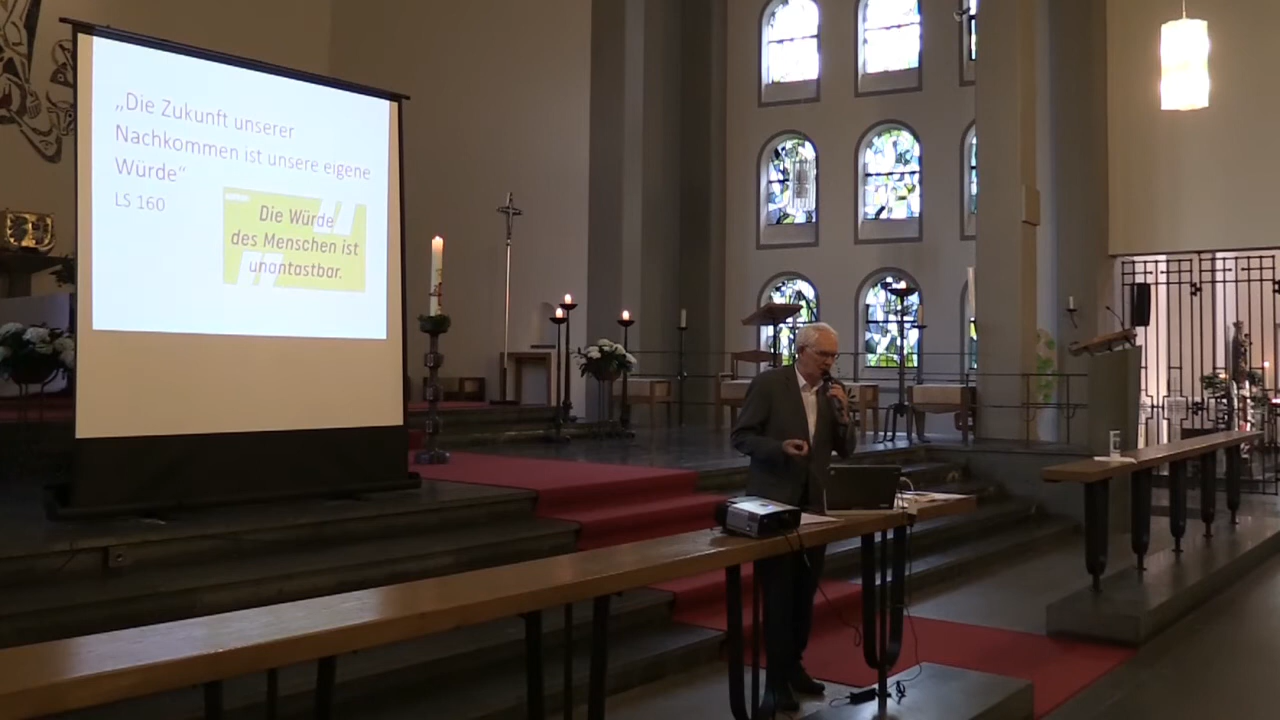 „Die Zukunft unserer
Nachkommen ist unsere eigene
Würde“
LS 160
Die Würde
des Menschen ist
unantastbar.